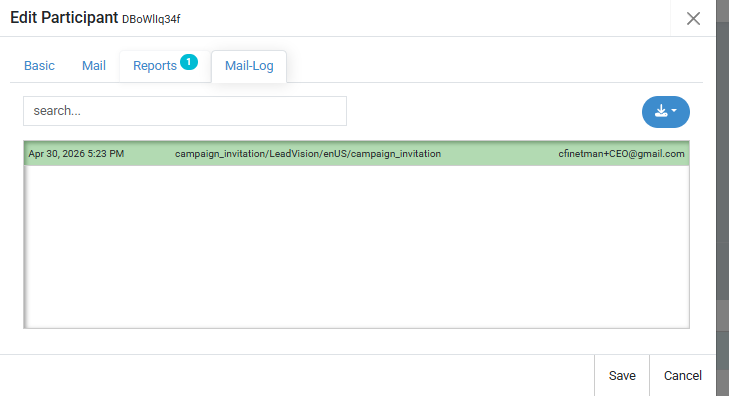 Edit Participant DBoWlIq34f
Basic Mail Reports 1 Mail-Log
search...
Apr 30, 2026 5:23 PM campaign_invitation/LeadVision/enUS/campaign_invitation cfinetman+CEO@gmail.com
Save Cancel